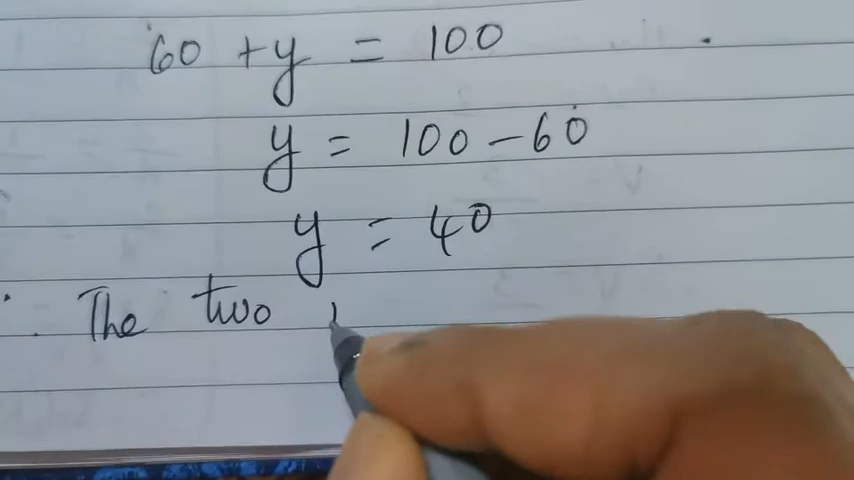 60 + y = 100
y = 100 - 60
y = 40
∴ The two